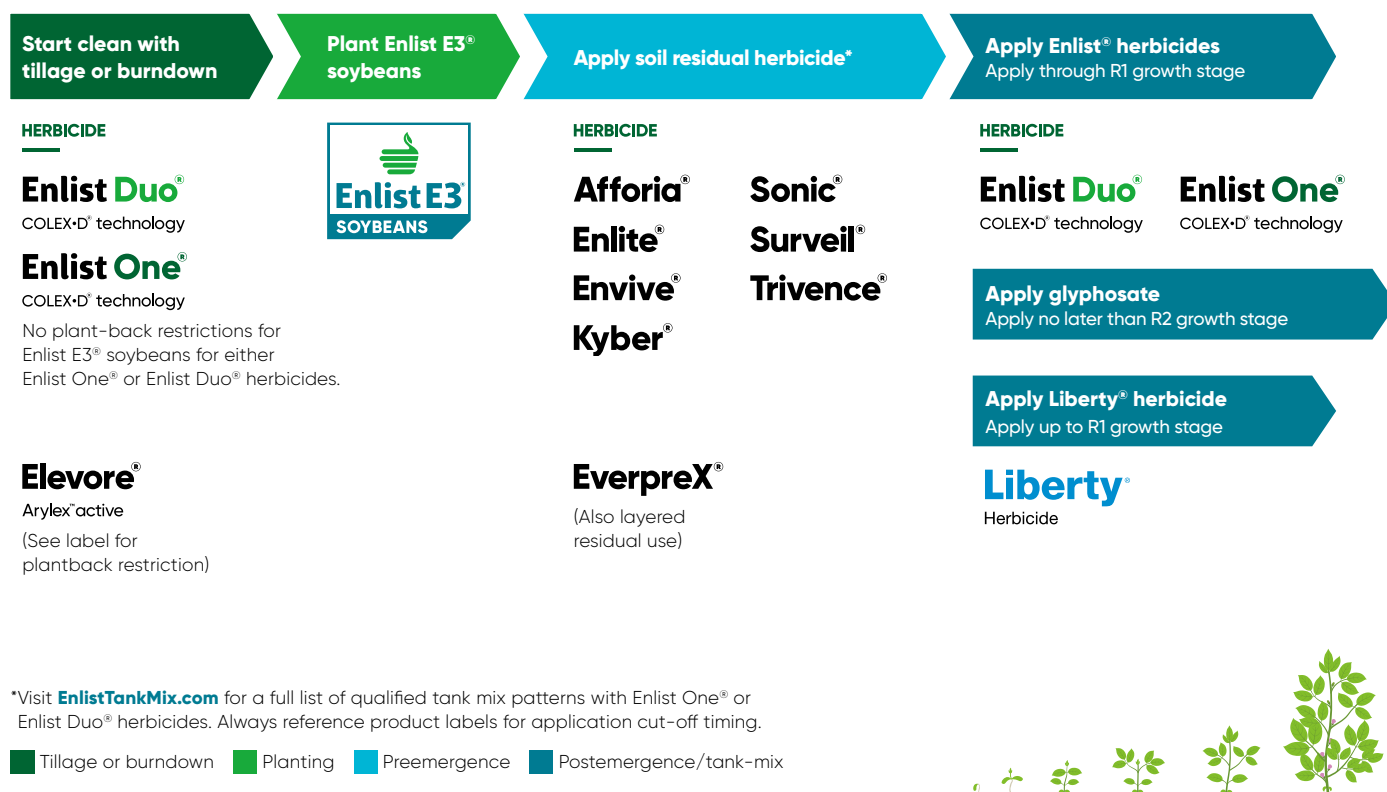 Start clean with
tillage or burndown
Plant Enlist E3®
soybeans
Apply soil residual herbicide*
Apply Enlist® herbicides
Apply through R1 growth stage
HERBICIDE
Enlist Duo®
COLEX•D® technology
Enlist One®
COLEX•D® technology
No plant-back restrictions for
Enlist E3® soybeans for either
Enlist One® or Enlist Duo® herbicides.
Elevore®
Arylex™ active
(See label for
plantback restriction)
Enlist E3®
SOYBEANS
HERBICIDE
Afforia®
Enlite®
Envive®
Kyber®
Sonic®
Surveil®
Trivence®
EverpreX®
(Also layered
residual use)
HERBICIDE
Enlist Duo®
COLEX•D® technology
Enlist One®
COLEX•D® technology
Apply glyphosate
Apply no later than R2 growth stage
Apply Liberty® herbicide
Apply up to R1 growth stage
Liberty®
Herbicide
*Visit EnlistTankMix.com for a full list of qualified tank mix patterns with Enlist One® or
Enlist Duo® herbicides. Always reference product labels for application cut-off timing.
Tillage or burndown
Planting
Preemergence
Postemergence/tank-mix